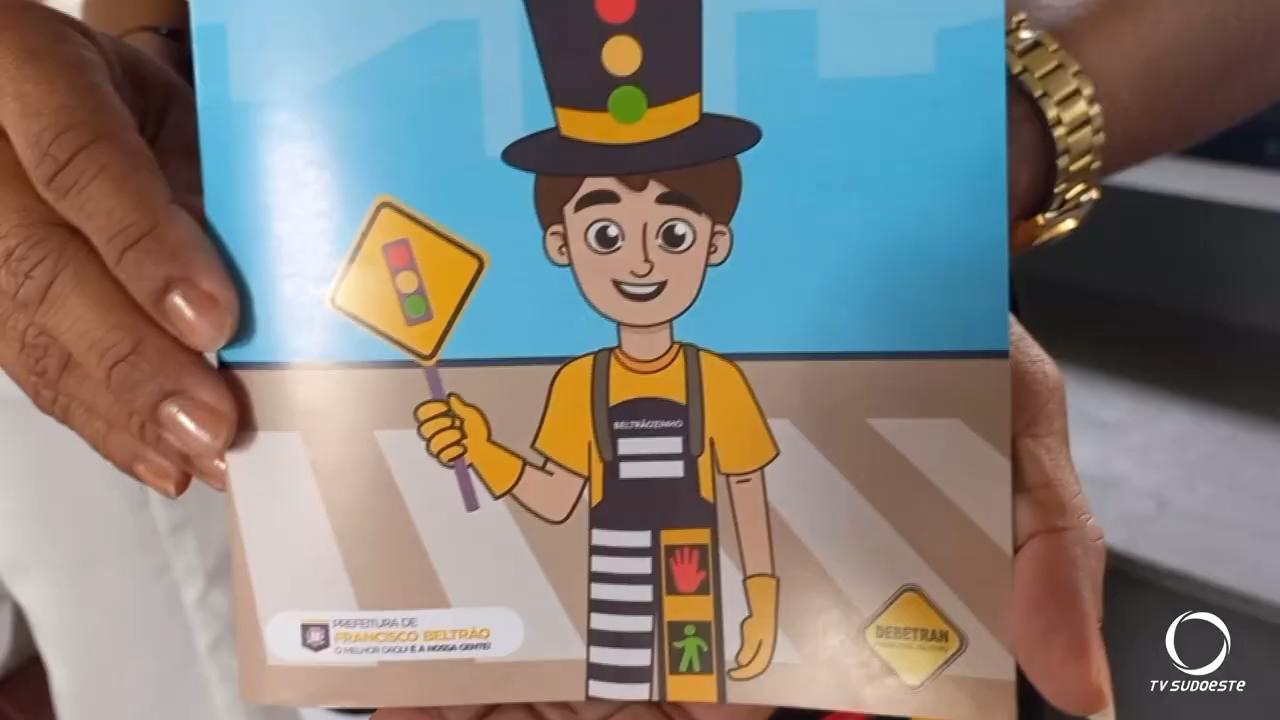 BELTRÃOZINHO
PREFEITURA DE
FRANCISCO BELTRÃO
O MELHOR DAQUI É A NOSSA GENTE!
DEBETRAN
TV SUDOESTE